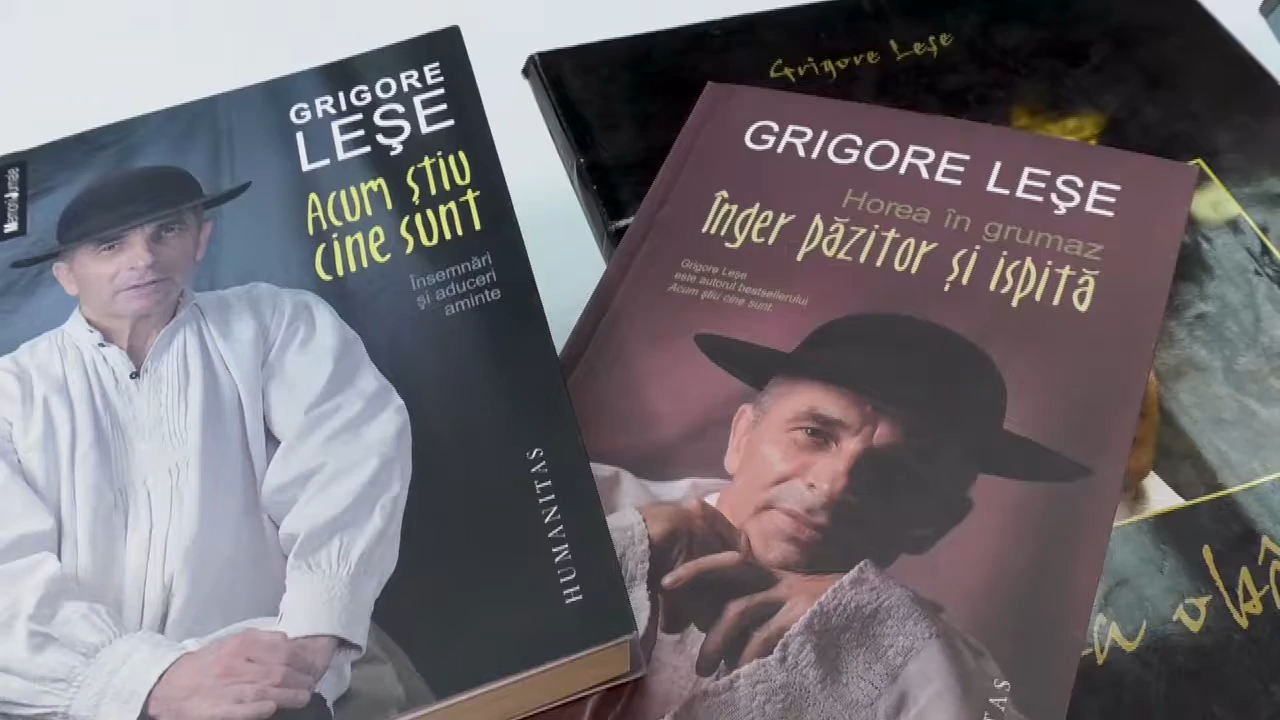 GRIGORE
LEŞE
Acum ştiu
cine sunt
Însemnări
şi aduceri
aminte
HUMANITAS
Grigore Leşe
GRIGORE LEŞE
Horea în grumaz
înger păzitor şi ispită
Grigore Leşe
este autorul bestsellerului
Acum ştiu cine sunt.
TAS